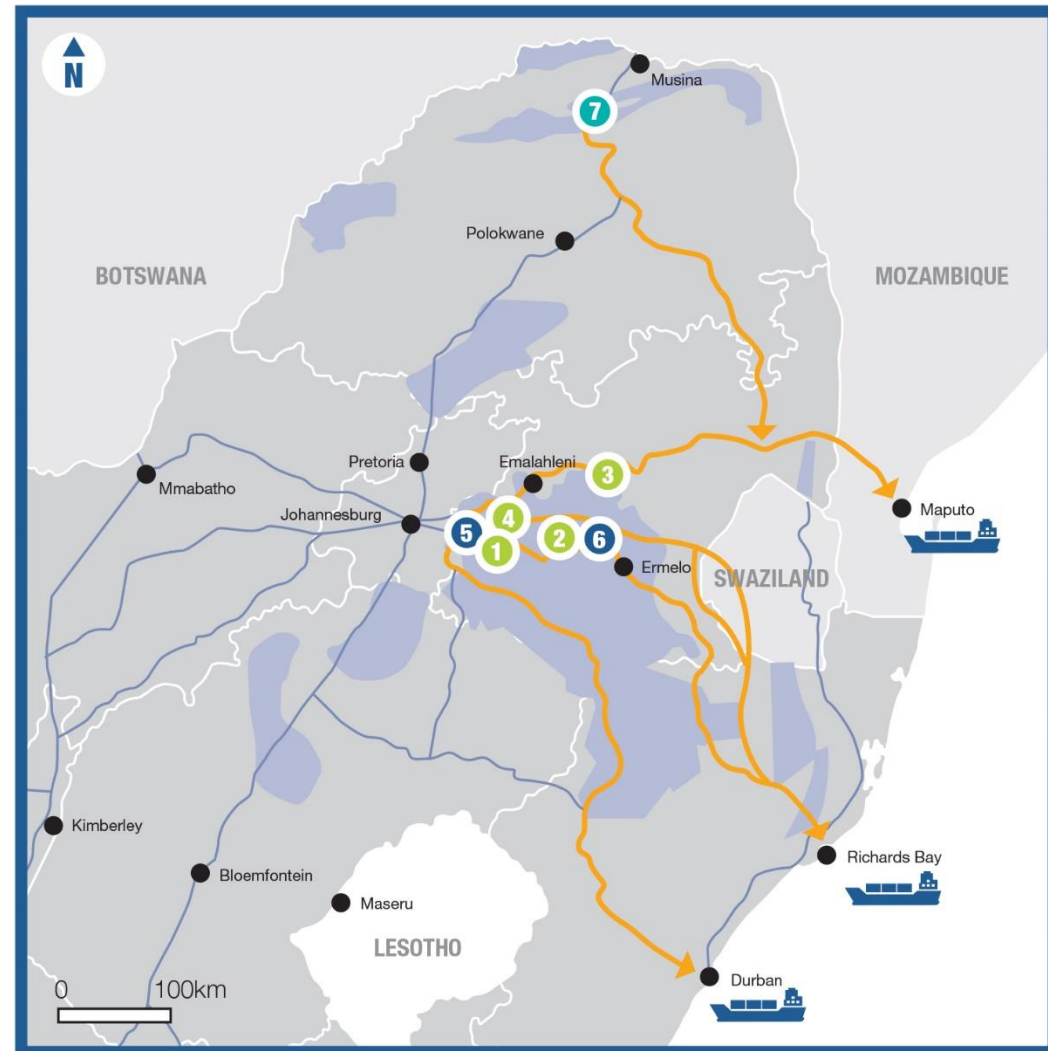 N
Musina
7
Polokwane
BOTSWANA
MOZAMBIQUE
Pretoria
Emalahleni
3
Mmabatho
Johannesburg
Maputo
4
5
2
6
1
Ermelo
SWAZILAND
Kimberley
Richards Bay
Bloemfontein
Maseru
LESOTHO
Durban
0
100km